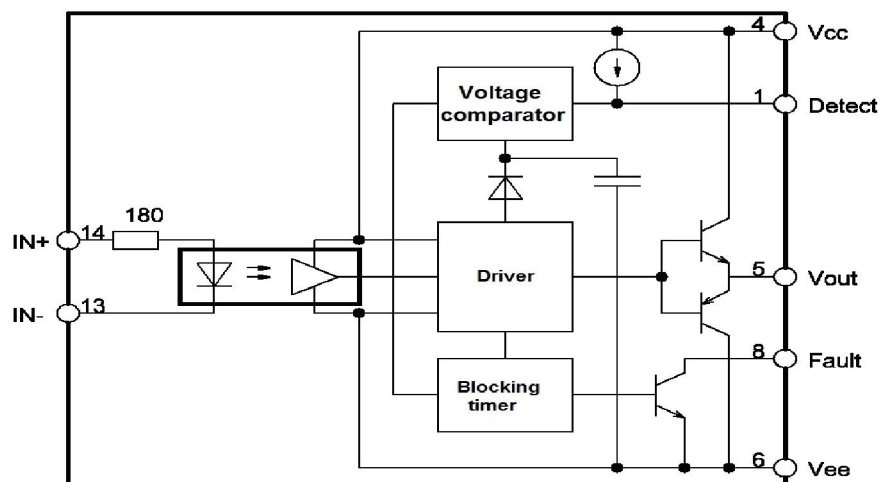 4 Vcc
Voltage
comparator
1 Detect
180
IN+ 14
Driver
5 Vout
IN- 13
8 Fault
Blocking
timer
6 Vee